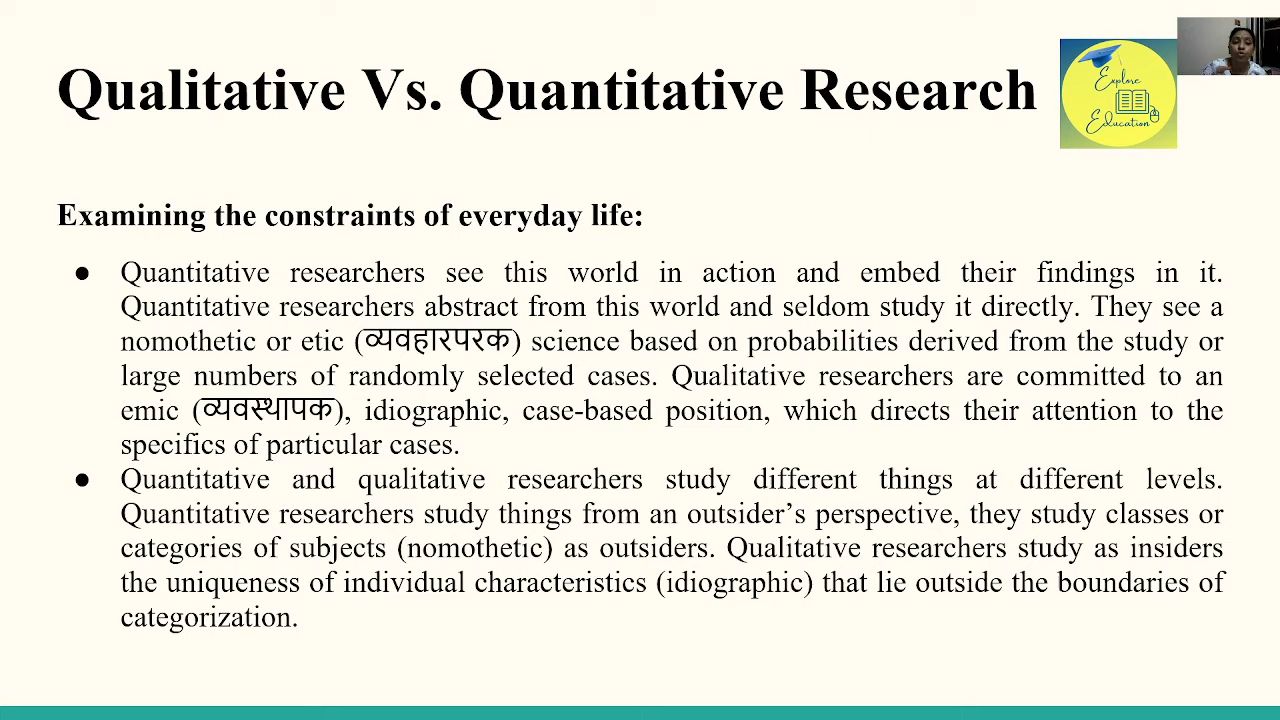 Qualitative Vs. Quantitative Research
Explore
Education
Examining the constraints of everyday life:
● Quantitative researchers see this world in action and embed their findings in it.
Quantitative researchers abstract from this world and seldom study it directly. They see a
nomothetic or etic (व्यवहारपरक) science based on probabilities derived from the study or
large numbers of randomly selected cases. Qualitative researchers are committed to an
emic (व्यवस्थापक), idiographic, case-based position, which directs their attention to the
specifics of particular cases.
● Quantitative and qualitative researchers study different things at different levels.
Quantitative researchers study things from an outsider’s perspective, they study classes or
categories of subjects (nomothetic) as outsiders. Qualitative researchers study as insiders
the uniqueness of individual characteristics (idiographic) that lie outside the boundaries of
categorization.